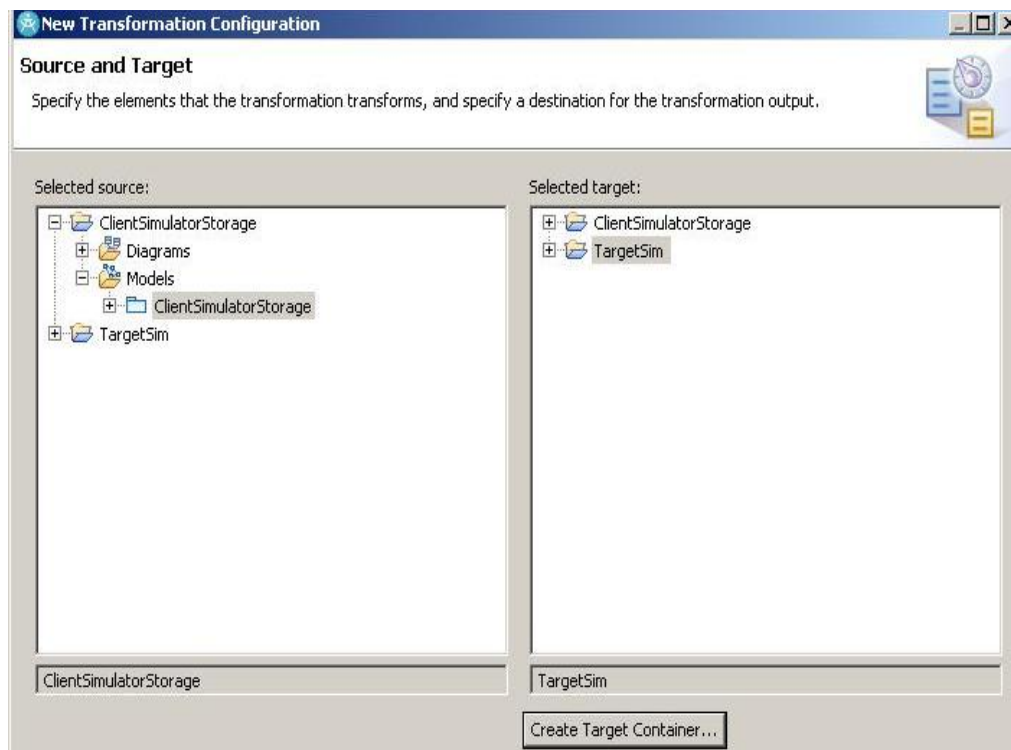 New Transformation Configuration
Source and Target
Specify the elements that the transformation transforms, and specify a destination for the transformation output.
Selected source:
ClientSimulatorStorage
Diagrams
Models
ClientSimulatorStorage
TargetSim
ClientSimulatorStorage
Selected target:
ClientSimulatorStorage
TargetSim
TargetSim
Create Target Container...